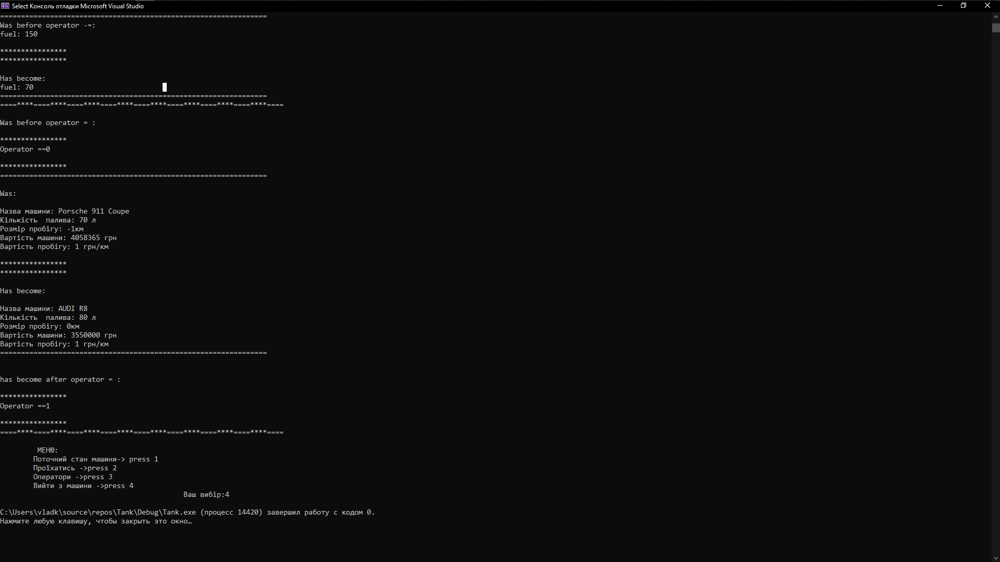 Select Консоль отладки Microsoft Visual Studio
================================================================
Was before operator -=:
fuel: 150
****************
****************
Has become:
fuel: 70
================================================================
====****====****====****====****====****====****====****====****====
Was before operator = :
****************
Operator ==0
****************
================================================================
Was:
Назва машини: Porsche 911 Coupe
Кількість  палива: 70 л
Розмір пробігу: -1км
Вартість машини: 4058365 грн
Вартість пробігу: 1 грн/км
****************
****************
Has become:
Назва машини: AUDI R8
Кількість  палива: 80 л
Розмір пробігу: 0км
Вартість машини: 3550000 грн
Вартість пробігу: 1 грн/км
================================================================
has become after operator = :
****************
Operator ==1
****************
====****====****====****====****====****====****====****====****====
МЕНЮ:
Поточний стан машини-> press 1
Проїхатись ->press 2
Оператори ->press 3
Вийти з машини ->press 4
Ваш вибір:4
C:\Users\vladk\source\repos\Tank\Debug\Tank.exe (процесс 14420) завершил работу с кодом 0.
Нажмите любую клавишу, чтобы закрыть это окно…